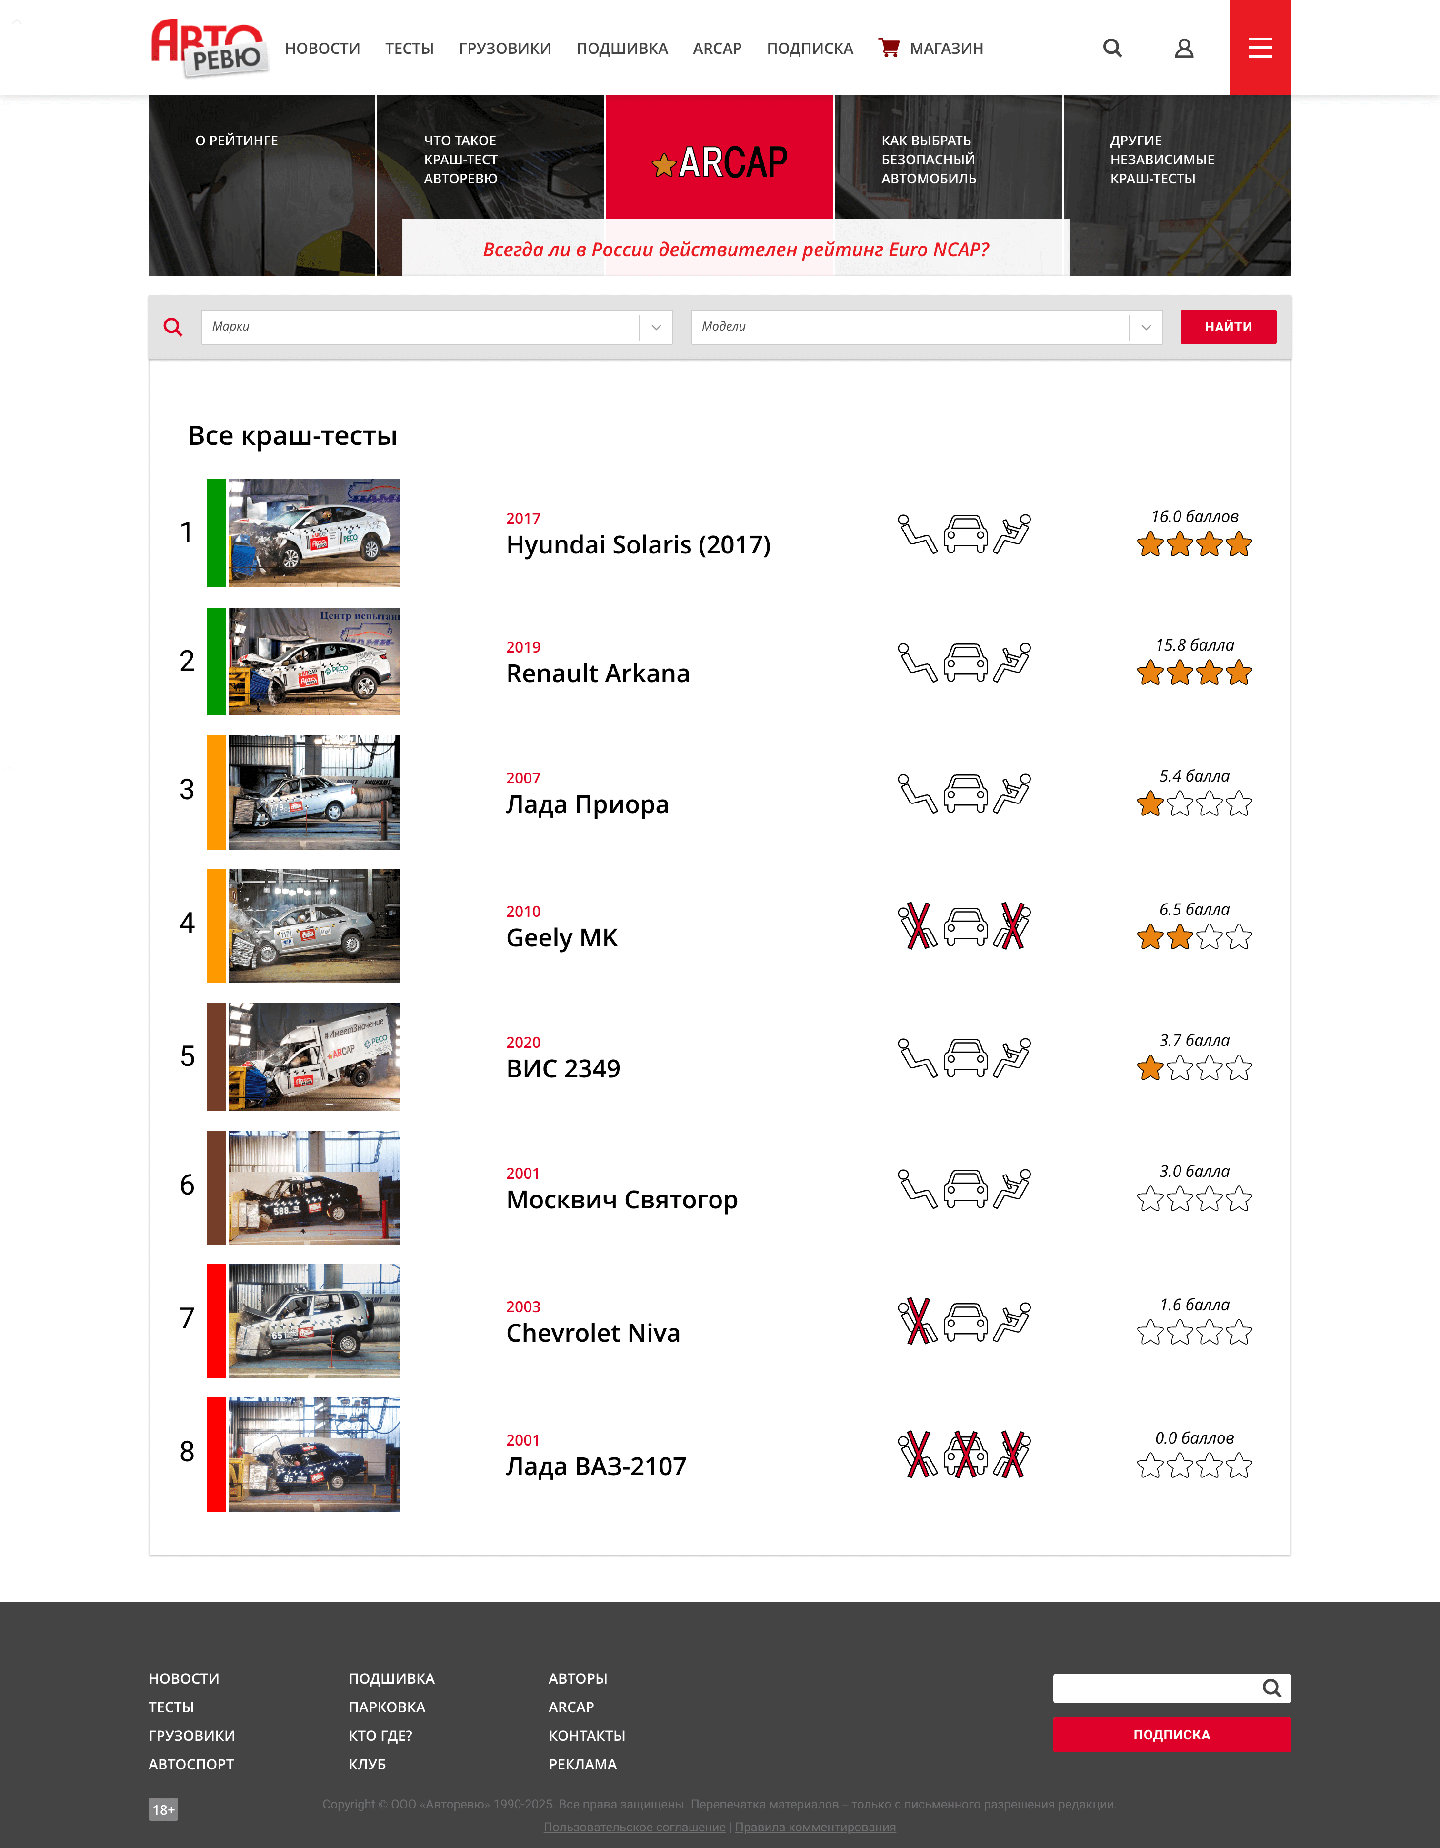 АВТО
РЕВЮ
НОВОСТИ ТЕСТЫ ГРУЗОВИКИ ПОДШИВКА ARCAP ПОДПИСКА МАГАЗИН
О РЕЙТИНГЕ
ЧТО ТАКОЕ
КРАШ-ТЕСТ
АВТОРЕВЮ
ARCAP
КАК ВЫБРАТЬ
БЕЗОПАСНЫЙ
АВТОМОБИЛЬ
ДРУГИЕ
НЕЗАВИСИМЫЕ
КРАШ-ТЕСТЫ
Всегда ли в России действителен рейтинг Euro NCAP?
Марки
Модели
НАЙТИ
Все краш-тесты
1
2017
Hyundai Solaris (2017)
16.0 баллов
2
Центр испытани
2019
Renault Arkana
15.8 балла
3
2007
Лада Приора
5.4 балла
4
2010
Geely MK
6.5 балла
5
#ИмеетЗначение
ARCAP
РЕСО
2020
ВИС 2349
3.7 балла
6
2001
Москвич Святогор
3.0 балла
7
2003
Chevrolet Niva
1.6 балла
8
2001
Лада ВАЗ-2107
0.0 баллов
НОВОСТИ
ТЕСТЫ
ГРУЗОВИКИ
АВТОСПОРТ
ПОДШИВКА
ПАРКОВКА
КТО ГДЕ?
КЛУБ
АВТОРЫ
ARCAP
КОНТАКТЫ
РЕКЛАМА
ПОДПИСКА
18+
Copyright © ООО «Авторевю» 1990-2025. Все права защищены. Перепечатка материалов – только с письменного разрешения редакции.
Пользовательское соглашение | Правила комментирования